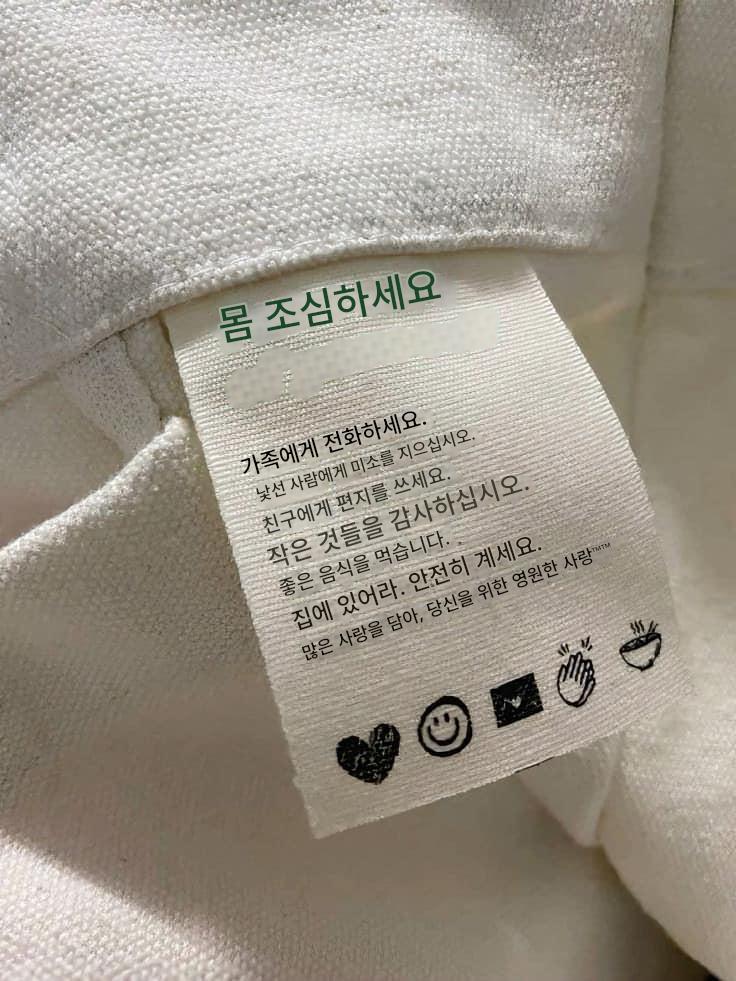 몸 조심하세요
가족에게 전화하세요.
낯선 사람에게 미소를 지으십시오.
친구에게 편지를 쓰세요.
작은 것들을 감사하십시오.
좋은 음식을 먹습니다.
집에 있어라. 안전히 계세요.
많은 사랑을 담아, 당신을 위한 영원한 사랑™™